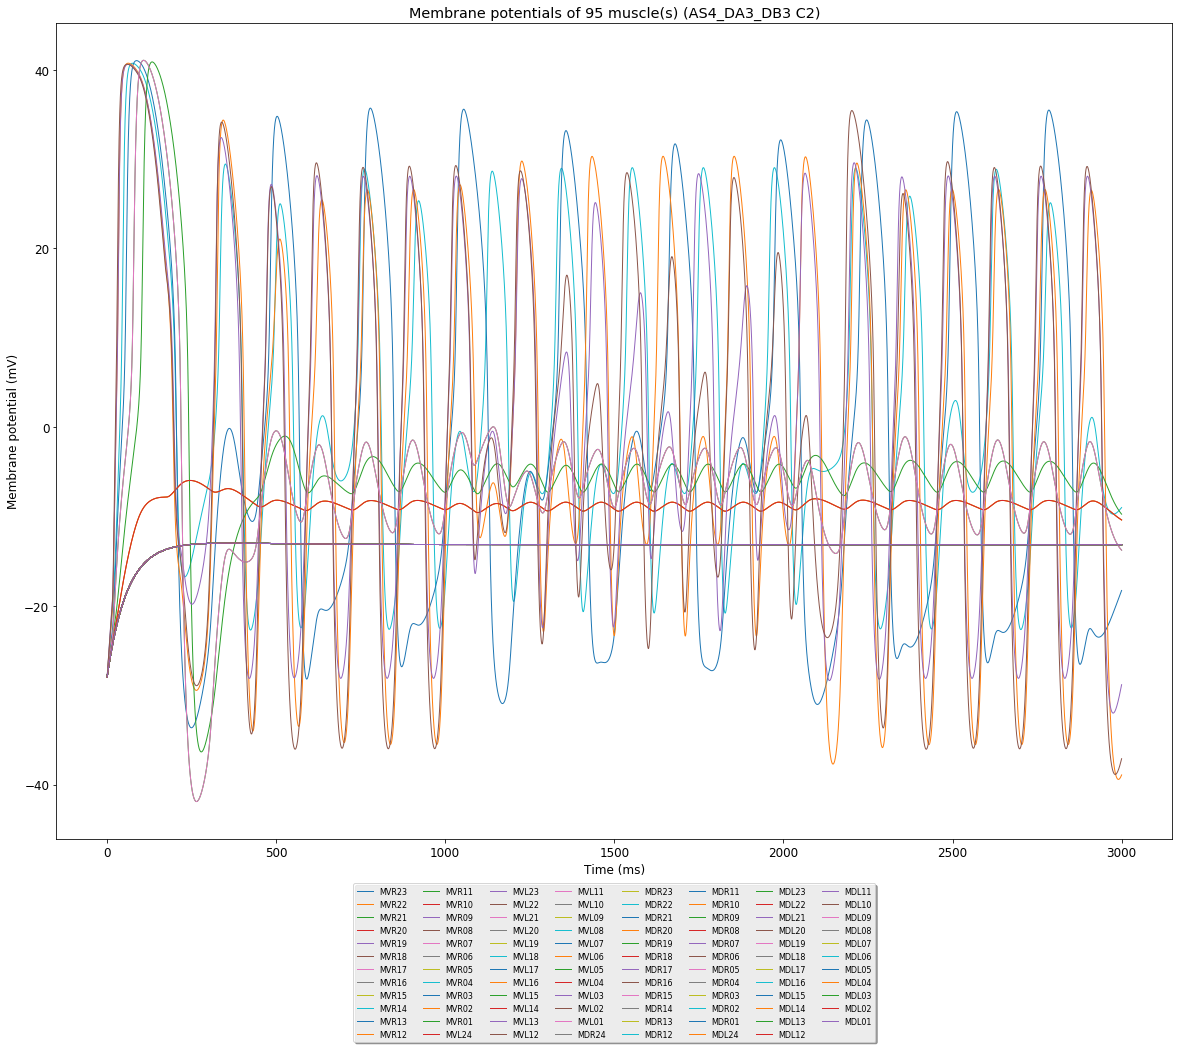 Membrane potentials of 95 muscle(s) (AS4_DA3_DB3 C2)
Membrane potential (mV)
40
20
0
−20
−40
0 500 1000 1500 2000 2500 3000
Time (ms)
MVR23 MVR11 MVL23 MVL11 MDR23 MDR11 MDL23 MDL11
MVR22 MVR10 MVL22 MVL10 MDR22 MDR10 MDL22 MDL10
MVR21 MVR09 MVL21 MVL09 MDR21 MDR09 MDL21 MDL09
MVR20 MVR08 MVL20 MVL08 MDR20 MDR08 MDL20 MDL08
MVR19 MVR07 MVL19 MVL07 MDR19 MDR07 MDL19 MDL07
MVR18 MVR06 MVL18 MVL06 MDR18 MDR06 MDL18 MDL06
MVR17 MVR05 MVL17 MVL05 MDR17 MDR05 MDL17 MDL05
MVR16 MVR04 MVL16 MVL04 MDR16 MDR04 MDL16 MDL04
MVR15 MVR03 MVL15 MVL03 MDR15 MDR03 MDL15 MDL03
MVR14 MVR02 MVL14 MVL02 MDR14 MDR02 MDL14 MDL02
MVR13 MVR01 MVL13 MVL01 MDR13 MDR01 MDL13 MDL01
MVR12 MVL24 MVL12 MDR24 MDR12 MDL24 MDL12